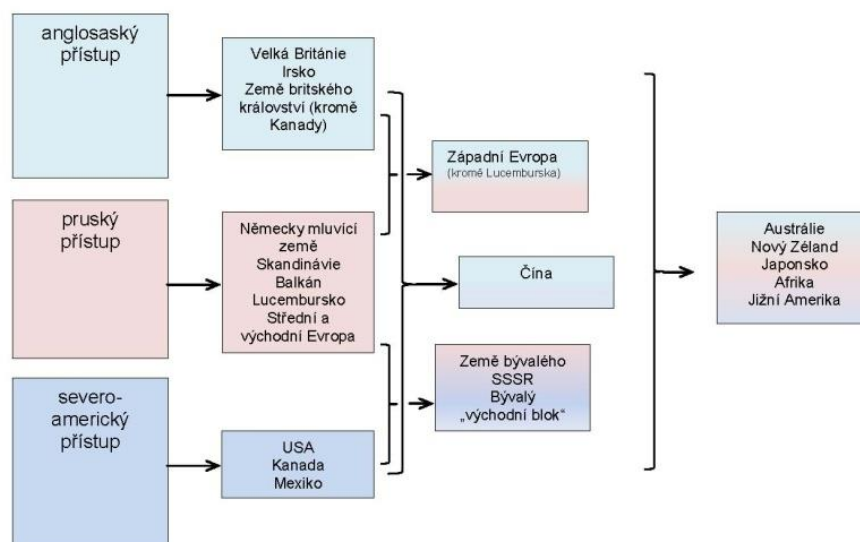 anglosaský
přístup
Velká Británie
Irsko
Země britského
království (kromě
Kanady)
Západní Evropa
(kromě Lucemburska)
pruský
přístup
Německy mluvící
země
Skandinávie
Balkán
Lucembursko
Střední a
východní Evropa
Čína
Austrálie
Nový Zéland
Japonsko
Afrika
Jižní Amerika
Země bývalého
SSSR
Bývalý
„východní blok“
severo-
americký
přístup
USA
Kanada
Mexiko